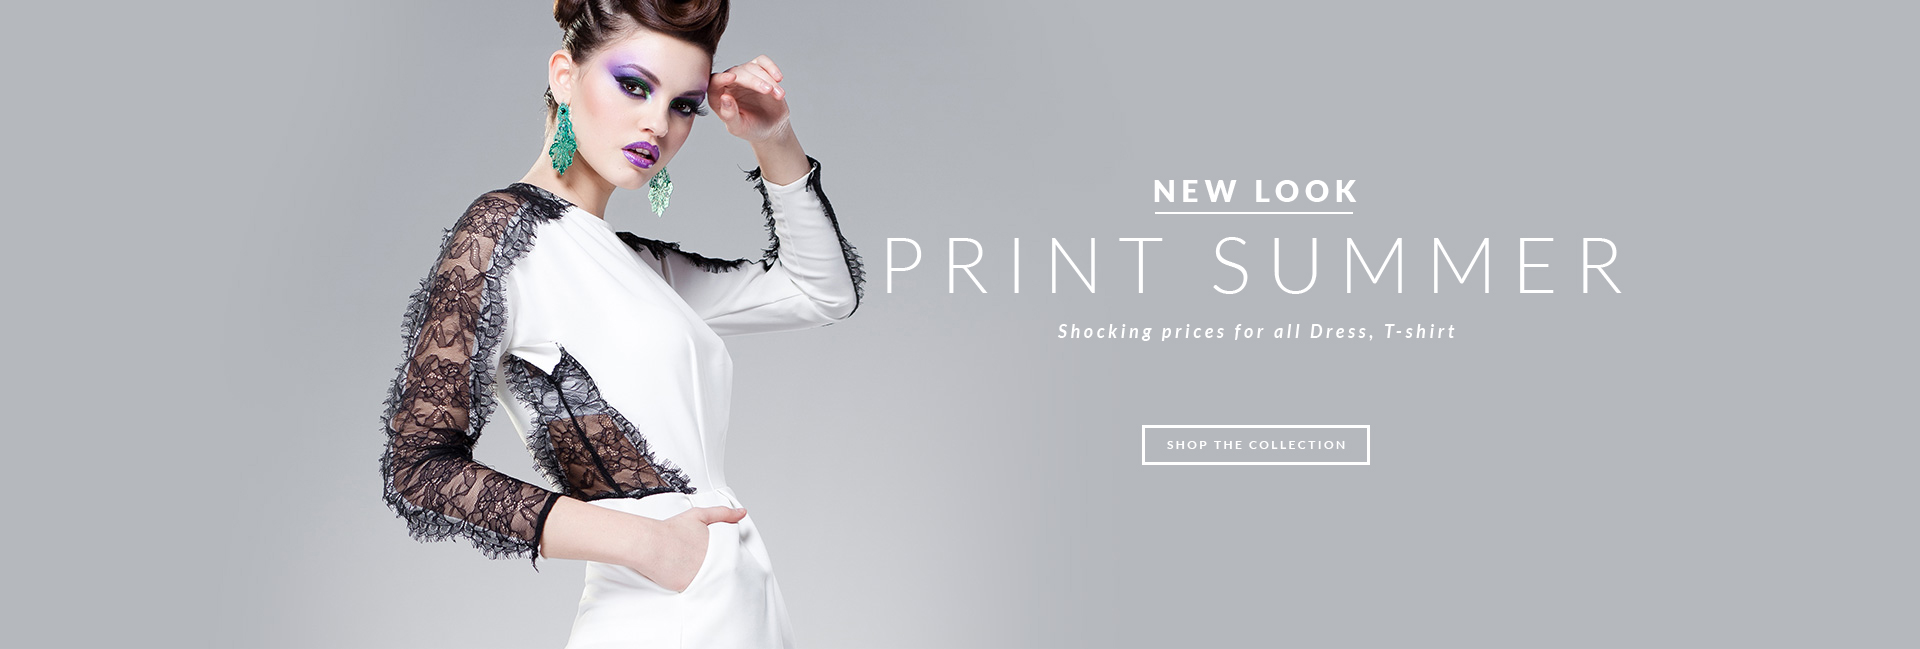 NEW LOOK
PRINT SUMMER
Shocking prices for all Dress, T-shirt
SHOP THE COLLECTION